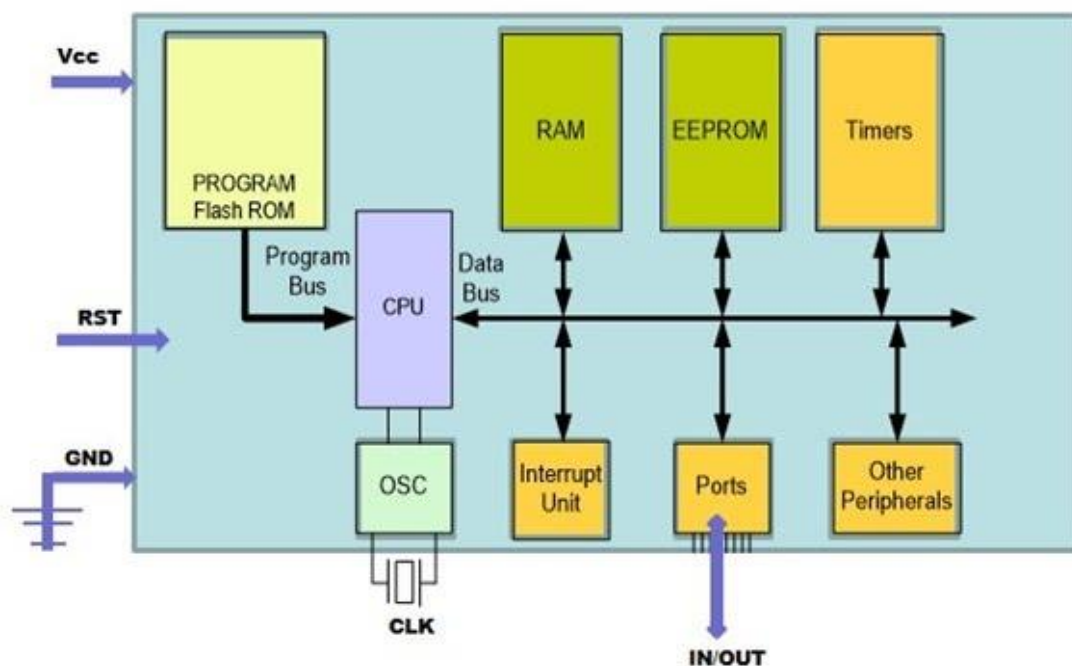 Vcc
PROGRAM
Flash ROM
RAM
EEPROM
Timers
Program
Bus
CPU
Data
Bus
RST
GND
OSC
Interrupt
Unit
Ports
Other
Peripherals
CLK
IN/OUT